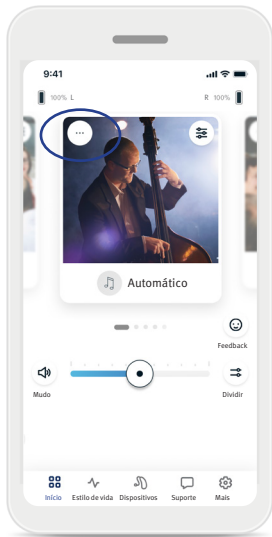 9:41
100% L
R 100%
Automático
Feedback
Mudo
Dividir
Início Estilo de vida Dispositivos Suporte Mais